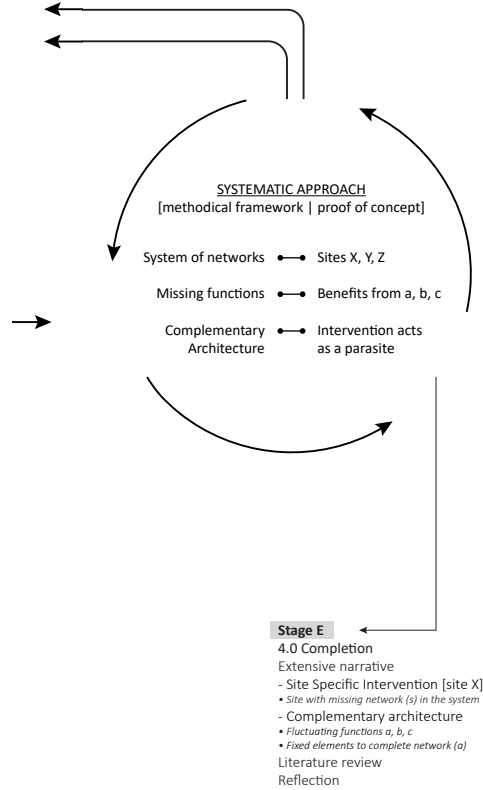 SYSTEMATIC APPROACH
[methodical framework | proof of concept]
System of networks Sites X, Y, Z
Missing functions Benefits from a, b, c
Complementary Intervention acts
Architecture as a parasite
Stage E
4.0 Completion
Extensive narrative
- Site Specific Intervention [site X]
• Site with missing network (s) in the system
- Complementary architecture
• Fluctuating functions a, b, c
• Fixed elements to complete network (a)
Literature review
Reflection